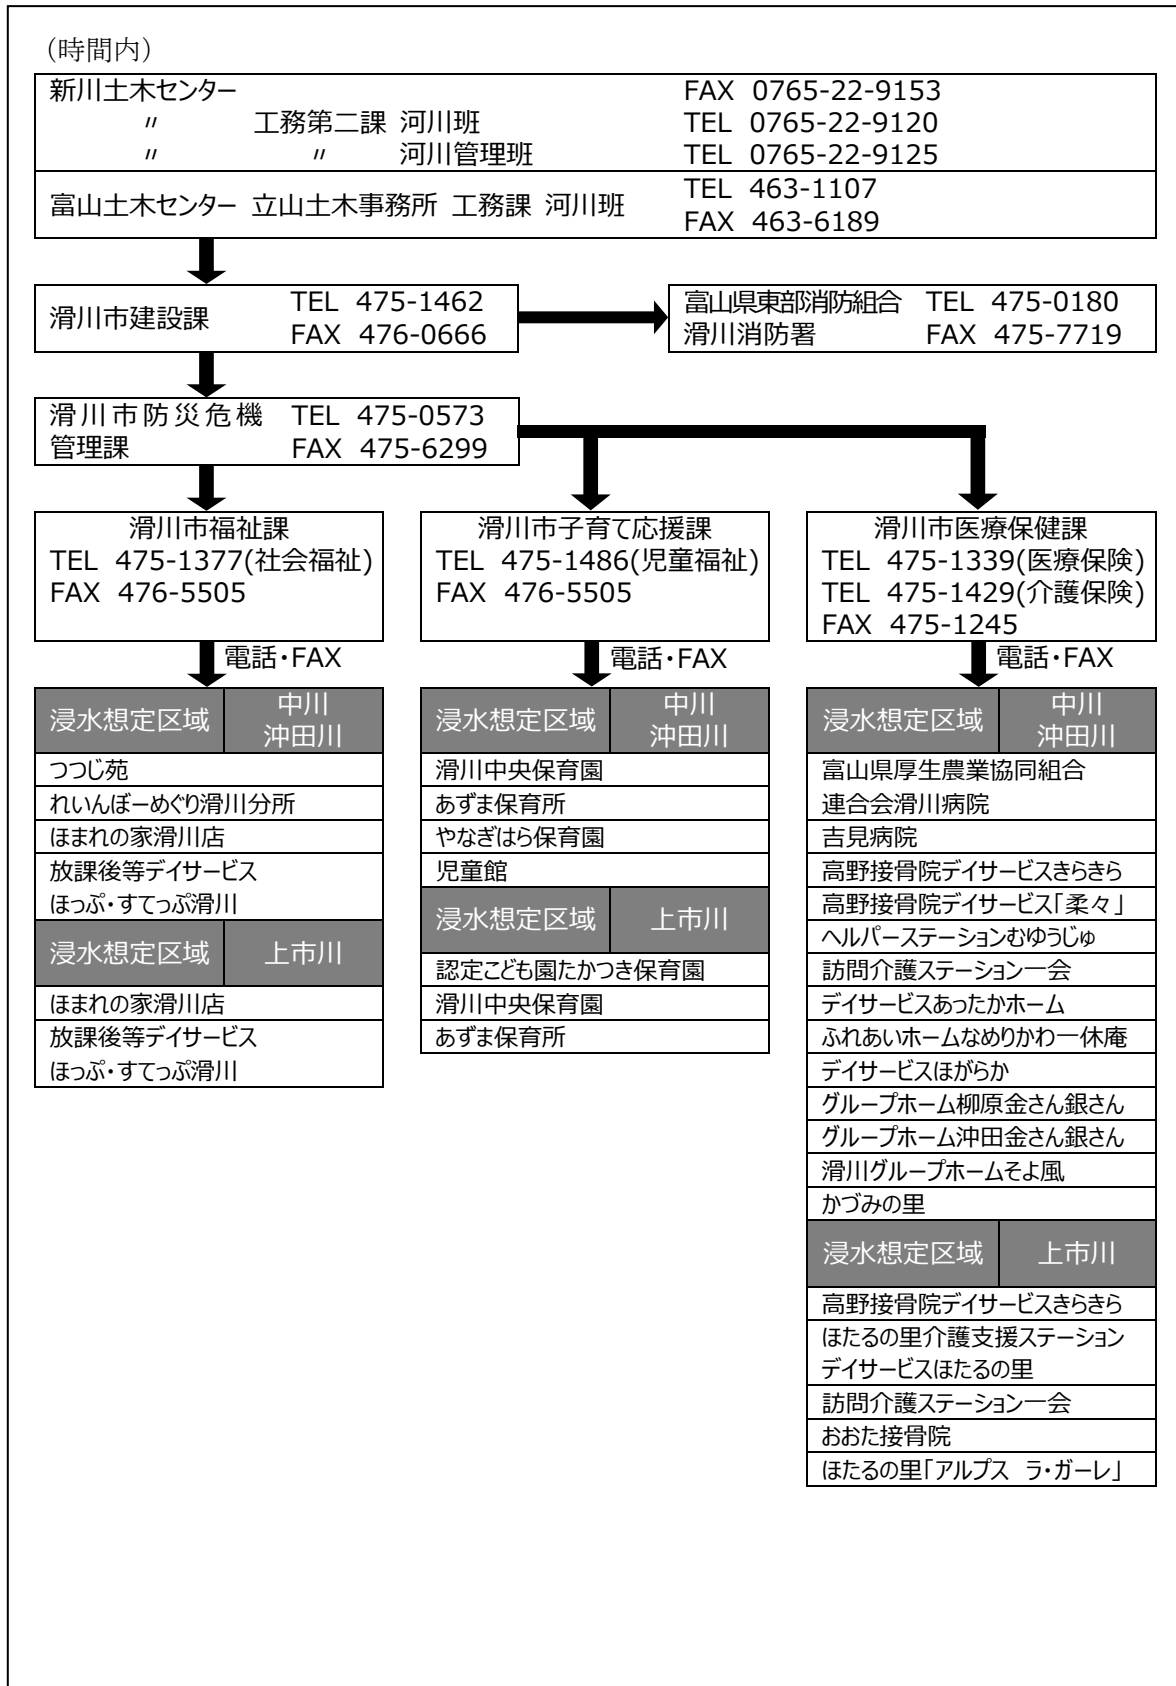 （時間内）
新川土木センター FAX 0765-22-9153
〃 工務第二課 河川班 TEL 0765-22-9120
〃 〃 河川管理班 TEL 0765-22-9125
富山土木センター 立山土木事務所 工務課 河川班 TEL 463-1107
FAX 463-6189
滑川市建設課 TEL 475-1462
FAX 476-0666
富山県東部消防組合 TEL 475-0180
滑川消防署 FAX 475-7719
滑川市防災危機 TEL 475-0573
管理課 FAX 475-6299
滑川市福祉課
TEL 475-1377(社会福祉)
FAX 476-5505
電話・FAX
浸水想定区域 中川
沖田川
つつじ苑
れいんぼーめぐり滑川分所
ほまれの家滑川店
放課後等デイサービス
ほっぷ・すてっぷ滑川
浸水想定区域 上市川
ほまれの家滑川店
放課後等デイサービス
ほっぷ・すてっぷ滑川
滑川市子育て応援課
TEL 475-1486(児童福祉)
FAX 476-5505
電話・FAX
浸水想定区域 中川
沖田川
滑川中央保育園
あずま保育所
やなぎはら保育園
児童館
浸水想定区域 上市川
認定こども園たかつき保育園
滑川中央保育園
あずま保育所
滑川市医療保健課
TEL 475-1339(医療保険)
TEL 475-1429(介護保険)
FAX 475-1245
電話・FAX
浸水想定区域 中川
沖田川
富山県厚生農業協同組合
連合会滑川病院
吉見病院
高野接骨院デイサービスきらきら
高野接骨院デイサービス「柔々」
ヘルパーステーションむゆうじゅ
訪問介護ステーション一会
デイサービスあったかホーム
ふれあいホームなめりかわ一休庵
デイサービスほがらか
グループホーム柳原金さん銀さん
グループホーム沖田金さん銀さん
滑川グループホームそよ風
かづみの里
浸水想定区域 上市川
高野接骨院デイサービスきらきら
ほたるの里介護支援ステーション
デイサービスほたるの里
訪問介護ステーション一会
おおた接骨院
ほたるの里「アルプス ラ・ガーレ」